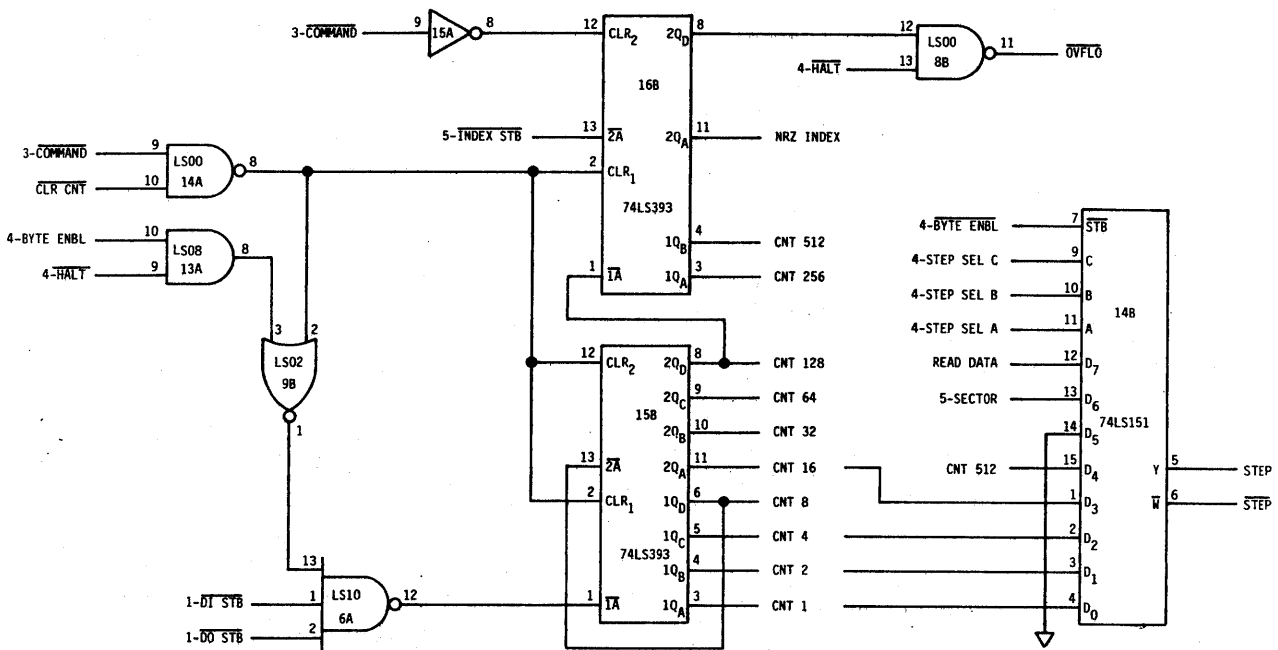 3-COMMAND 9 15A 8 12 CLR2 2QD 8 12 LS00 8B 11 OVFLO
4-HALT 13
16B
5-INDEX STB 13 2A 2QA 11 NRZ INDEX
3-COMMAND 9 LS00 14A 8 2 CLR1
CLR CNT 10
74LS393
4-BYTE ENBL 10 LS08 13A 8
4-HALT 9
1QB 4 CNT 512
1 1A 1QA 3 CNT 256
4-BYTE ENBL 7 STB
4-STEP SEL C 9 C
4-STEP SEL B 10 B
14B
4-STEP SEL A 11 A
READ DATA 12 D7
5-SECTOR 13 D6
74LS151
14 D5
CNT 512 15 D4 Y 5 STEP
1 D3 W 6 STEP
2 D2
3 D1
4 D0
3 2 LS02 9B 1
12 CLR2 2QD 8 CNT 128
2QC 9 CNT 64
15B
2QB 10 CNT 32
13 2A 2QA 11 CNT 16
2 CLR1 1QD 6 CNT 8
1QC 5 CNT 4
74LS393
1QB 4 CNT 2
1 1A 1QA 3 CNT 1
13 LS10 6A 12
1-DI STB 1
1-DO STB 2